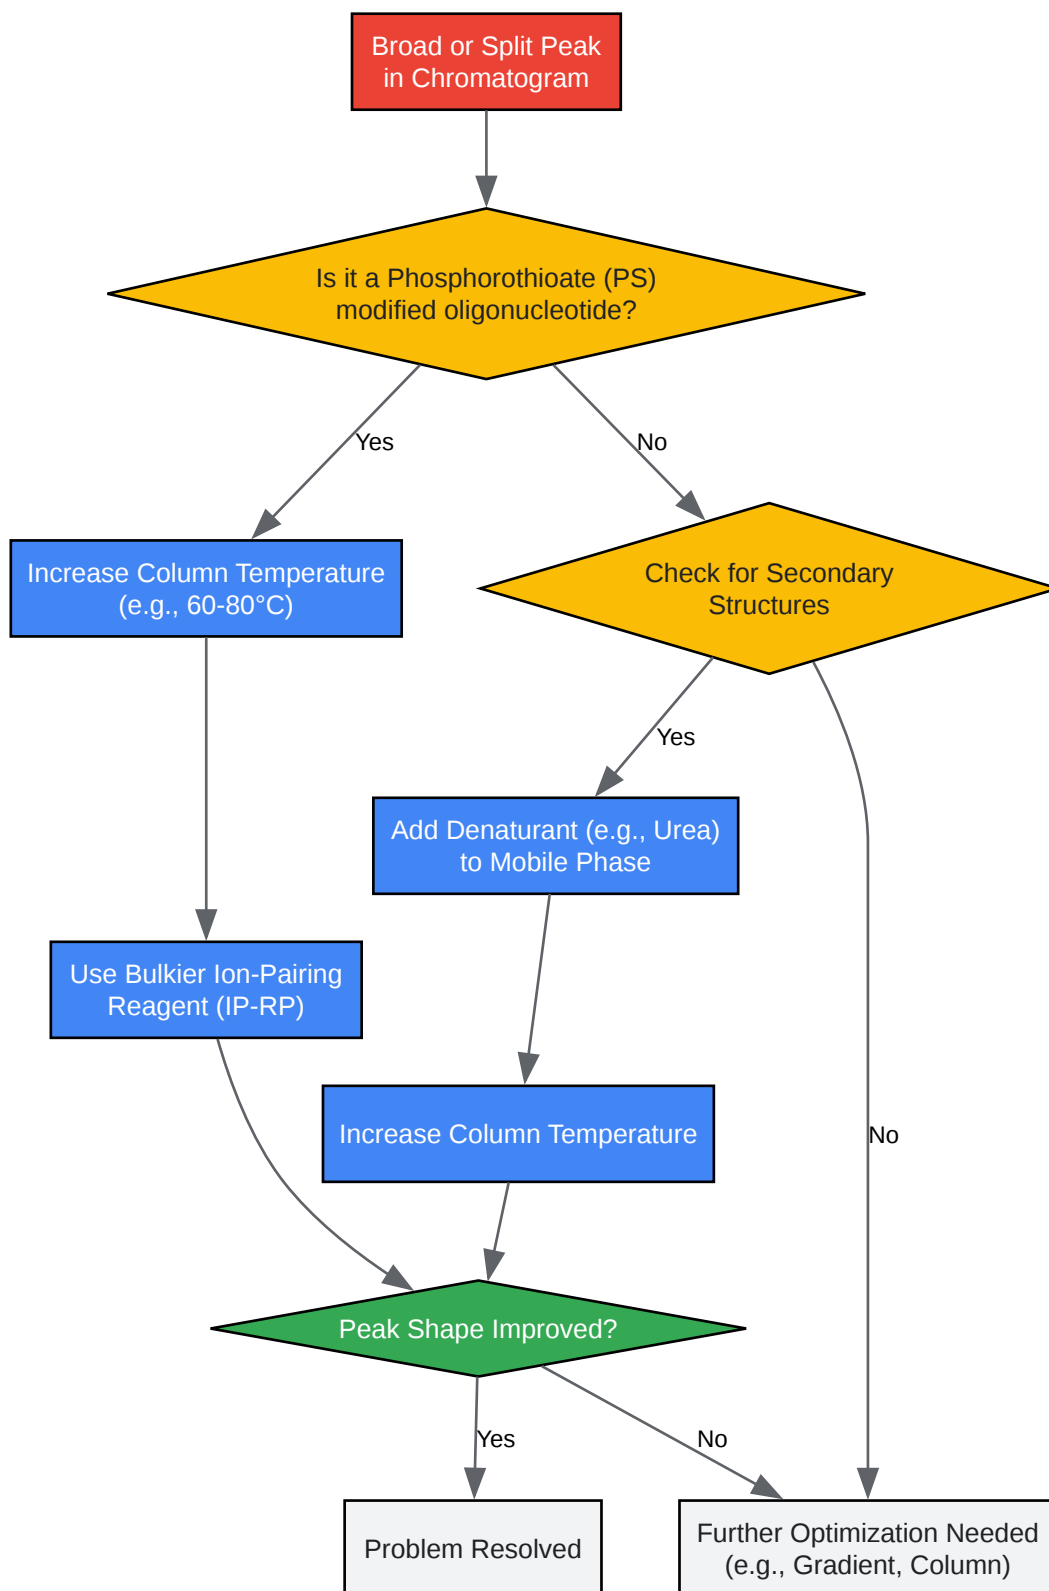 Broad or Split Peak
in Chromatogram
Is it a Phosphorothioate (PS)
modified oligonucleotide?
Yes
No
Increase Column Temperature
(e.g., 60-80°C)
Check for Secondary
Structures
Yes
Add Denaturant (e.g., Urea)
to Mobile Phase
Use Bulkier Ion-Pairing
Reagent (IP-RP)
Increase Column Temperature
No
Peak Shape Improved?
Yes
No
Problem Resolved
Further Optimization Needed
(e.g., Gradient, Column)